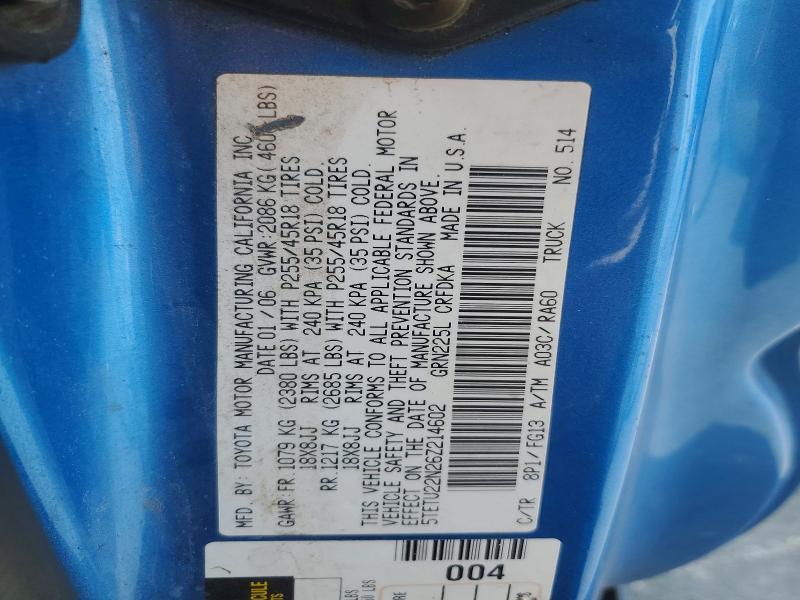 MFD. BY: TOYOTA MOTOR MANUFACTURING CALIFORNIA INC.
DATE 01 / 06 GVWR: 2086 KG ( LBS)
GAWR: FR. 1079 KG (2380 LBS) WITH P255/45R18 TIRES
18X8JJ RIMS AT 240 KPA (35 PSI) COLD.
RR. 1217 KG (2685 LBS) WITH P255/45R18 TIRES
18X8JJ RIMS AT 240 KPA (35 PSI) COLD.
THIS VEHICLE CONFORMS TO ALL APPLICABLE FEDERAL MOTOR
VEHICLE SAFETY AND THEFT PREVENTION STANDARDS IN
EFFECT ON THE DATE OF MANUFACTURE SHOWN ABOVE.
5TETU22N26Z214602 GRN225L CRFDKA MADE IN U.S.A.
C/TR 8P1/FG13 A/TM A03C/RA60 TRUCK NO. 514
004
LBS
LBS